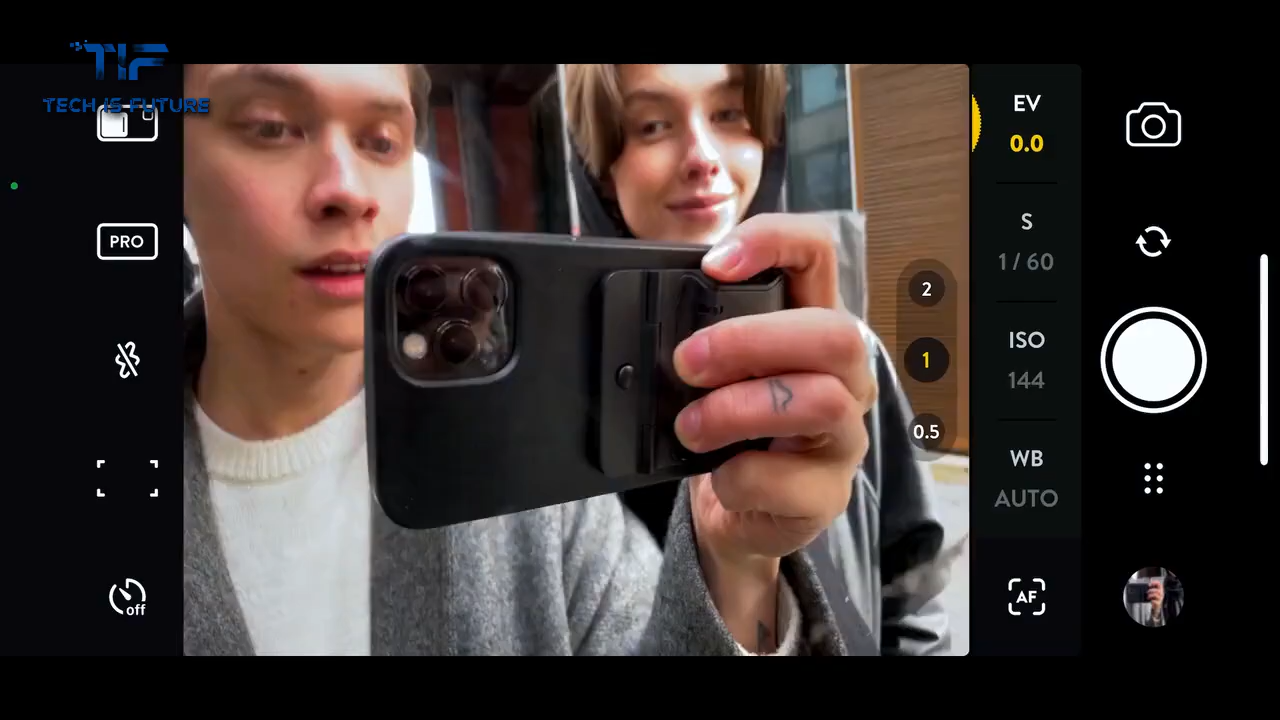 TIF
TECH IS FUTURE
PRO
off
2
1
0.5
EV
0.0
S
1/60
ISO
144
WB
AUTO
AF